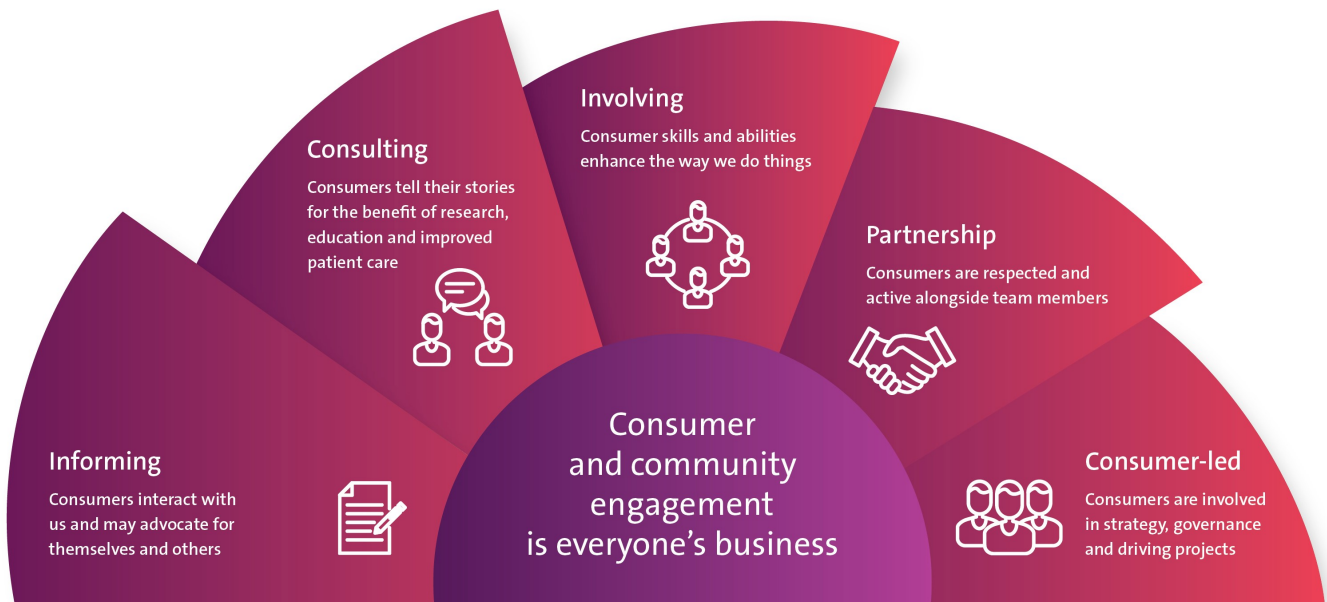 Informing
Consumers interact with
us and may advocate for
themselves and others
Consulting
Consumers tell their stories
for the benefit of research,
education and improved
patient care
Involving
Consumer skills and abilities
enhance the way we do things
Partnership
Consumers are respected and
active alongside team members
Consumer-led
Consumers are involved
in strategy, governance
and driving projects
Consumer
and community
engagement
is everyone’s business